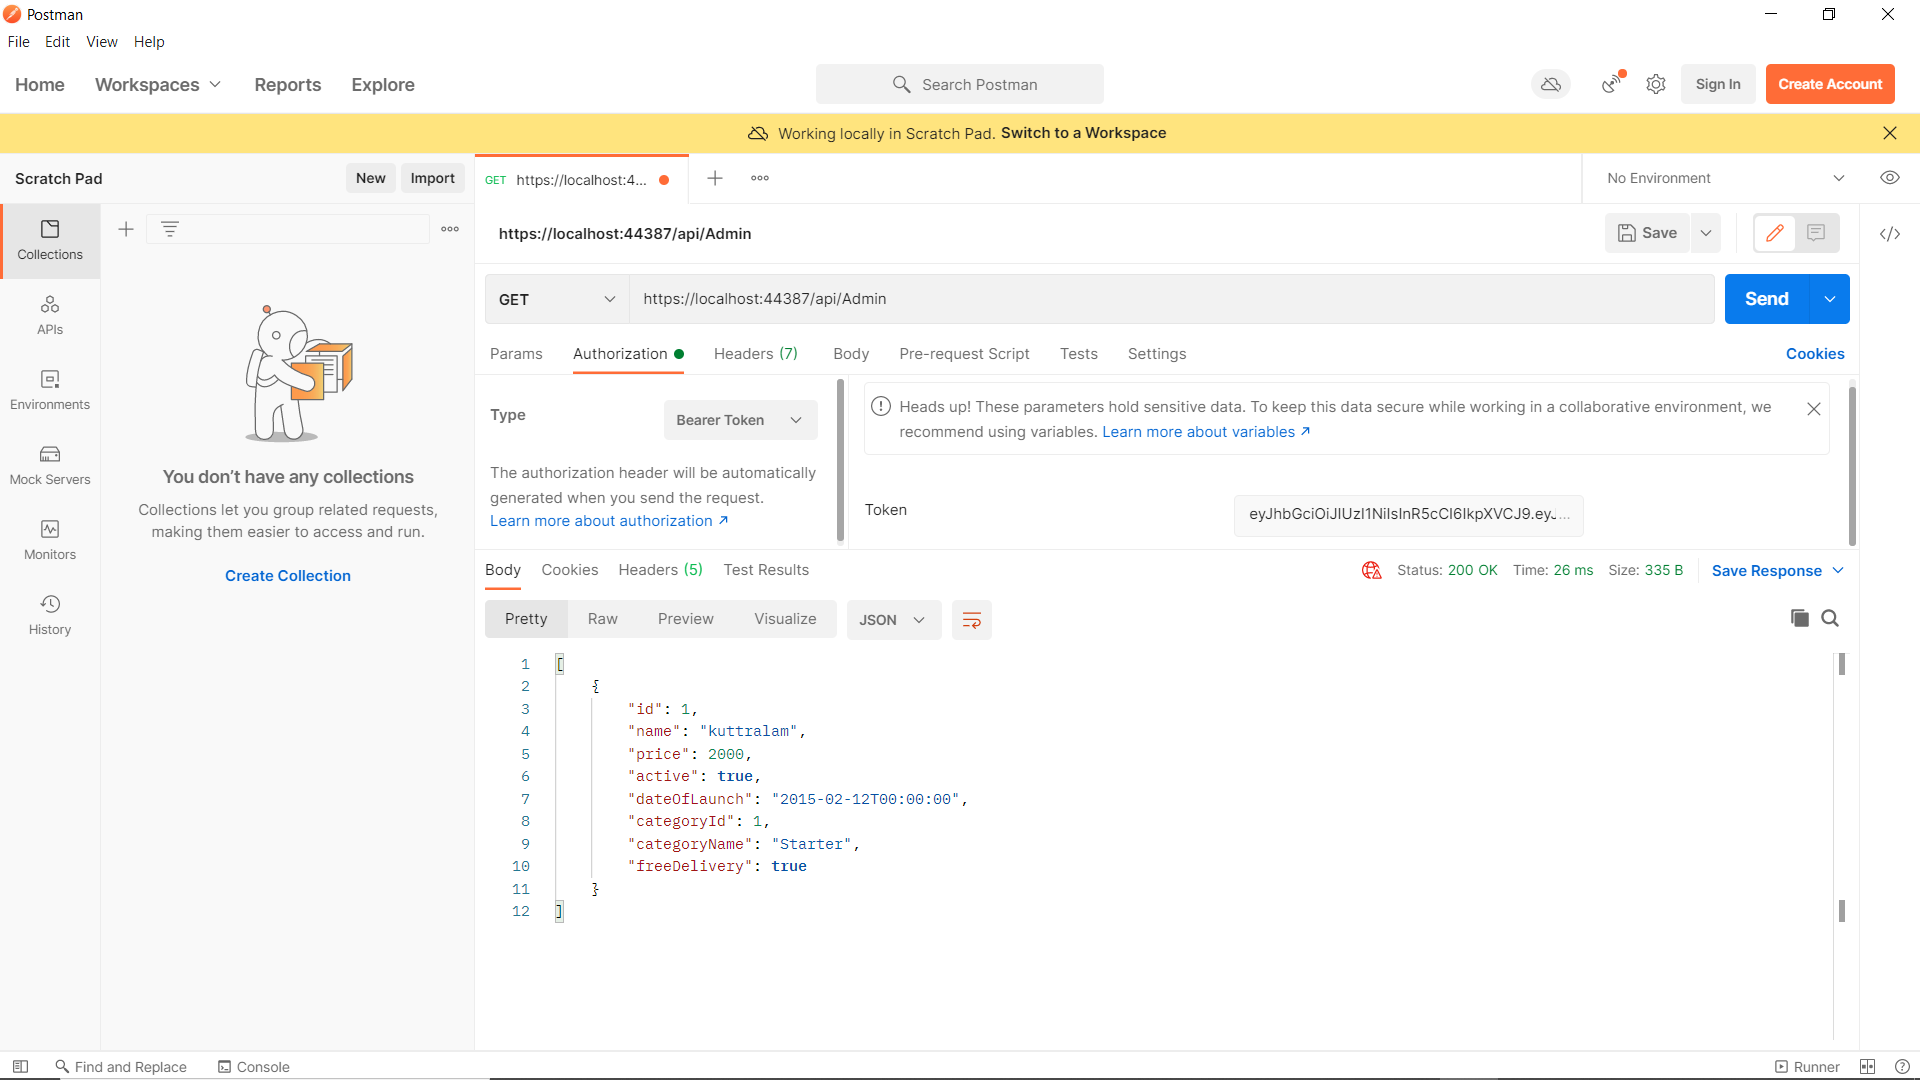 Postman
File Edit View Help
Home Workspaces Reports Explore
Search Postman
Sign In
Create Account
Working locally in Scratch Pad. Switch to a Workspace
Scratch Pad
New
Import
GET https://localhost:4...
No Environment
Collections
APIs
Environments
Mock Servers
Monitors
History
You don’t have any collections
Collections let you group related requests,
making them easier to access and run.
Create Collection
https://localhost:44387/api/Admin
Save
GET
https://localhost:44387/api/Admin
Send
Params Authorization Headers (7) Body Pre-request Script Tests Settings
Cookies
Type
Bearer Token
The authorization header will be automatically
generated when you send the request.
Learn more about authorization ↗
Heads up! These parameters hold sensitive data. To keep this data secure while working in a collaborative environment, we
recommend using variables. Learn more about variables ↗
Token
eyJhbGciOiJIUzI1NiIsInR5cCI6IkpXVCJ9.eyJ...
Body Cookies Headers (5) Test Results
Status: 200 OK Time: 26 ms Size: 335 B
Save Response
Pretty Raw Preview Visualize
JSON
1 [
2 {
3 "id": 1,
4 "name": "kuttralam",
5 "price": 2000,
6 "active": true,
7 "dateOfLaunch": "2015-02-12T00:00:00",
8 "categoryId": 1,
9 "categoryName": "Starter",
10 "freeDelivery": true
11 }
12 ]
Find and Replace
Console
Runner